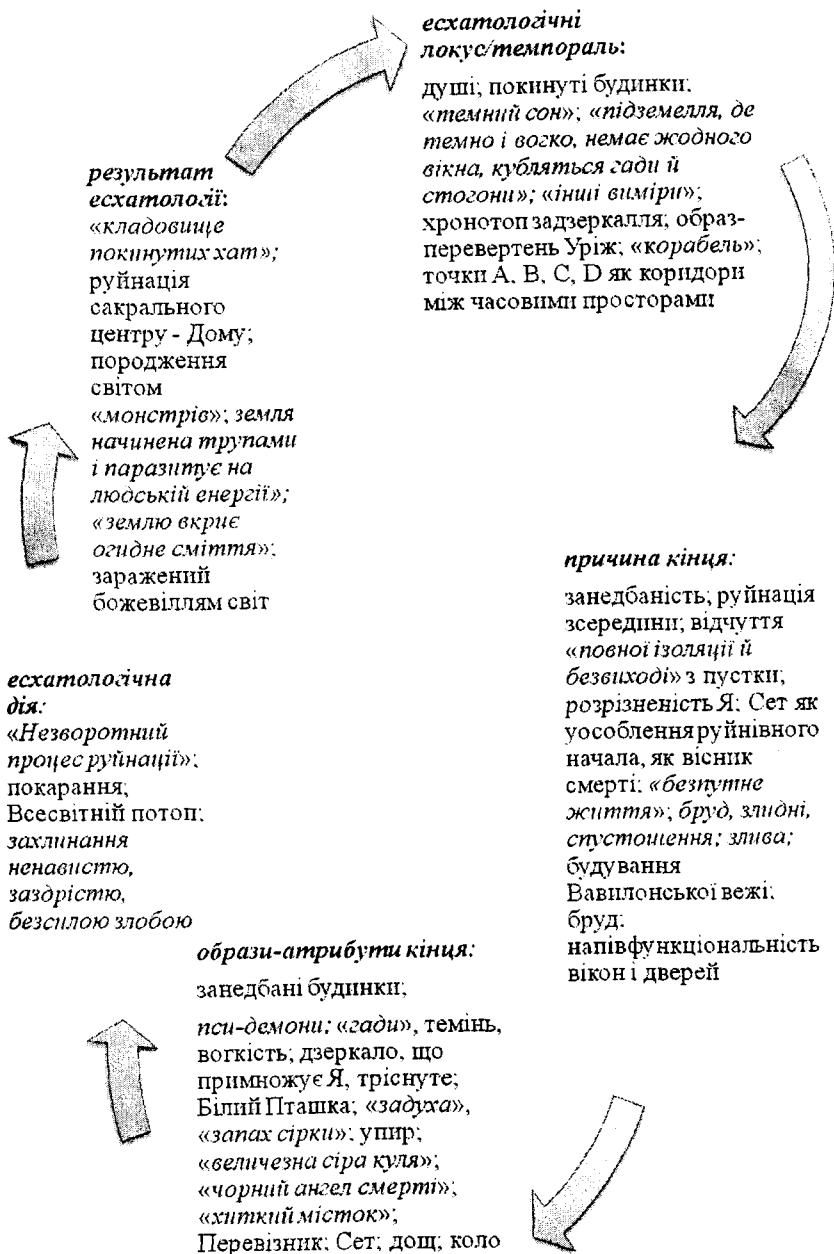 есхатологічні
локус/темпораль:
душі; покинуті будинки;
«темний сон»; «підземелля, де
темно і вогко, немає жодного
вікна, кубляться гади й
стогони»; «інші виміри»;
хронотоп задзеркалля; образ-
перевертень Уріж; «корабель»;
точки А, В, С, D як коридори
між часовими просторами
причина кінця:
занедбаність; руйнація
зсередини; відчуття
«повної ізоляції й
безвиході» з пустки;
розрізненість Я; Сет як
уособлення руйнівного
начала, як вісник
смерті; «безпутнє
життя»; бруд, злидні,
спустошення; злива;
будування
Вавилонської вежі;
бруд;
напівфункціональність
вікон і дверей
образи-атрибути кінця:
занедбані будинки;
пси-демони; «гади», темінь,
вогкість; дзеркало, що
примножує Я, тріснуте;
Білий Пташка; «задуха»,
«запах сірки»; упир;
«величезна сіра куля»;
«чорний ангел смерті»;
«хиткий місток»;
Перевізник; Сет; дощ; коло
есхатологічна
дія:
«Незворотний
процес руйнації»;
покарання;
Всесвітній потоп;
захлинання
ненавистю,
заздрістю,
безсилою злобою
результат
есхатології:
«кладовище
покинутих хат»;
руйнація
сакрального
центру - Дому;
породження
світом
«монстрів»; земля
начинена трупами
і паразитує на
людській енергії»;
«землю вкриє
огидне сміття»;
заражений
божевіллям світ